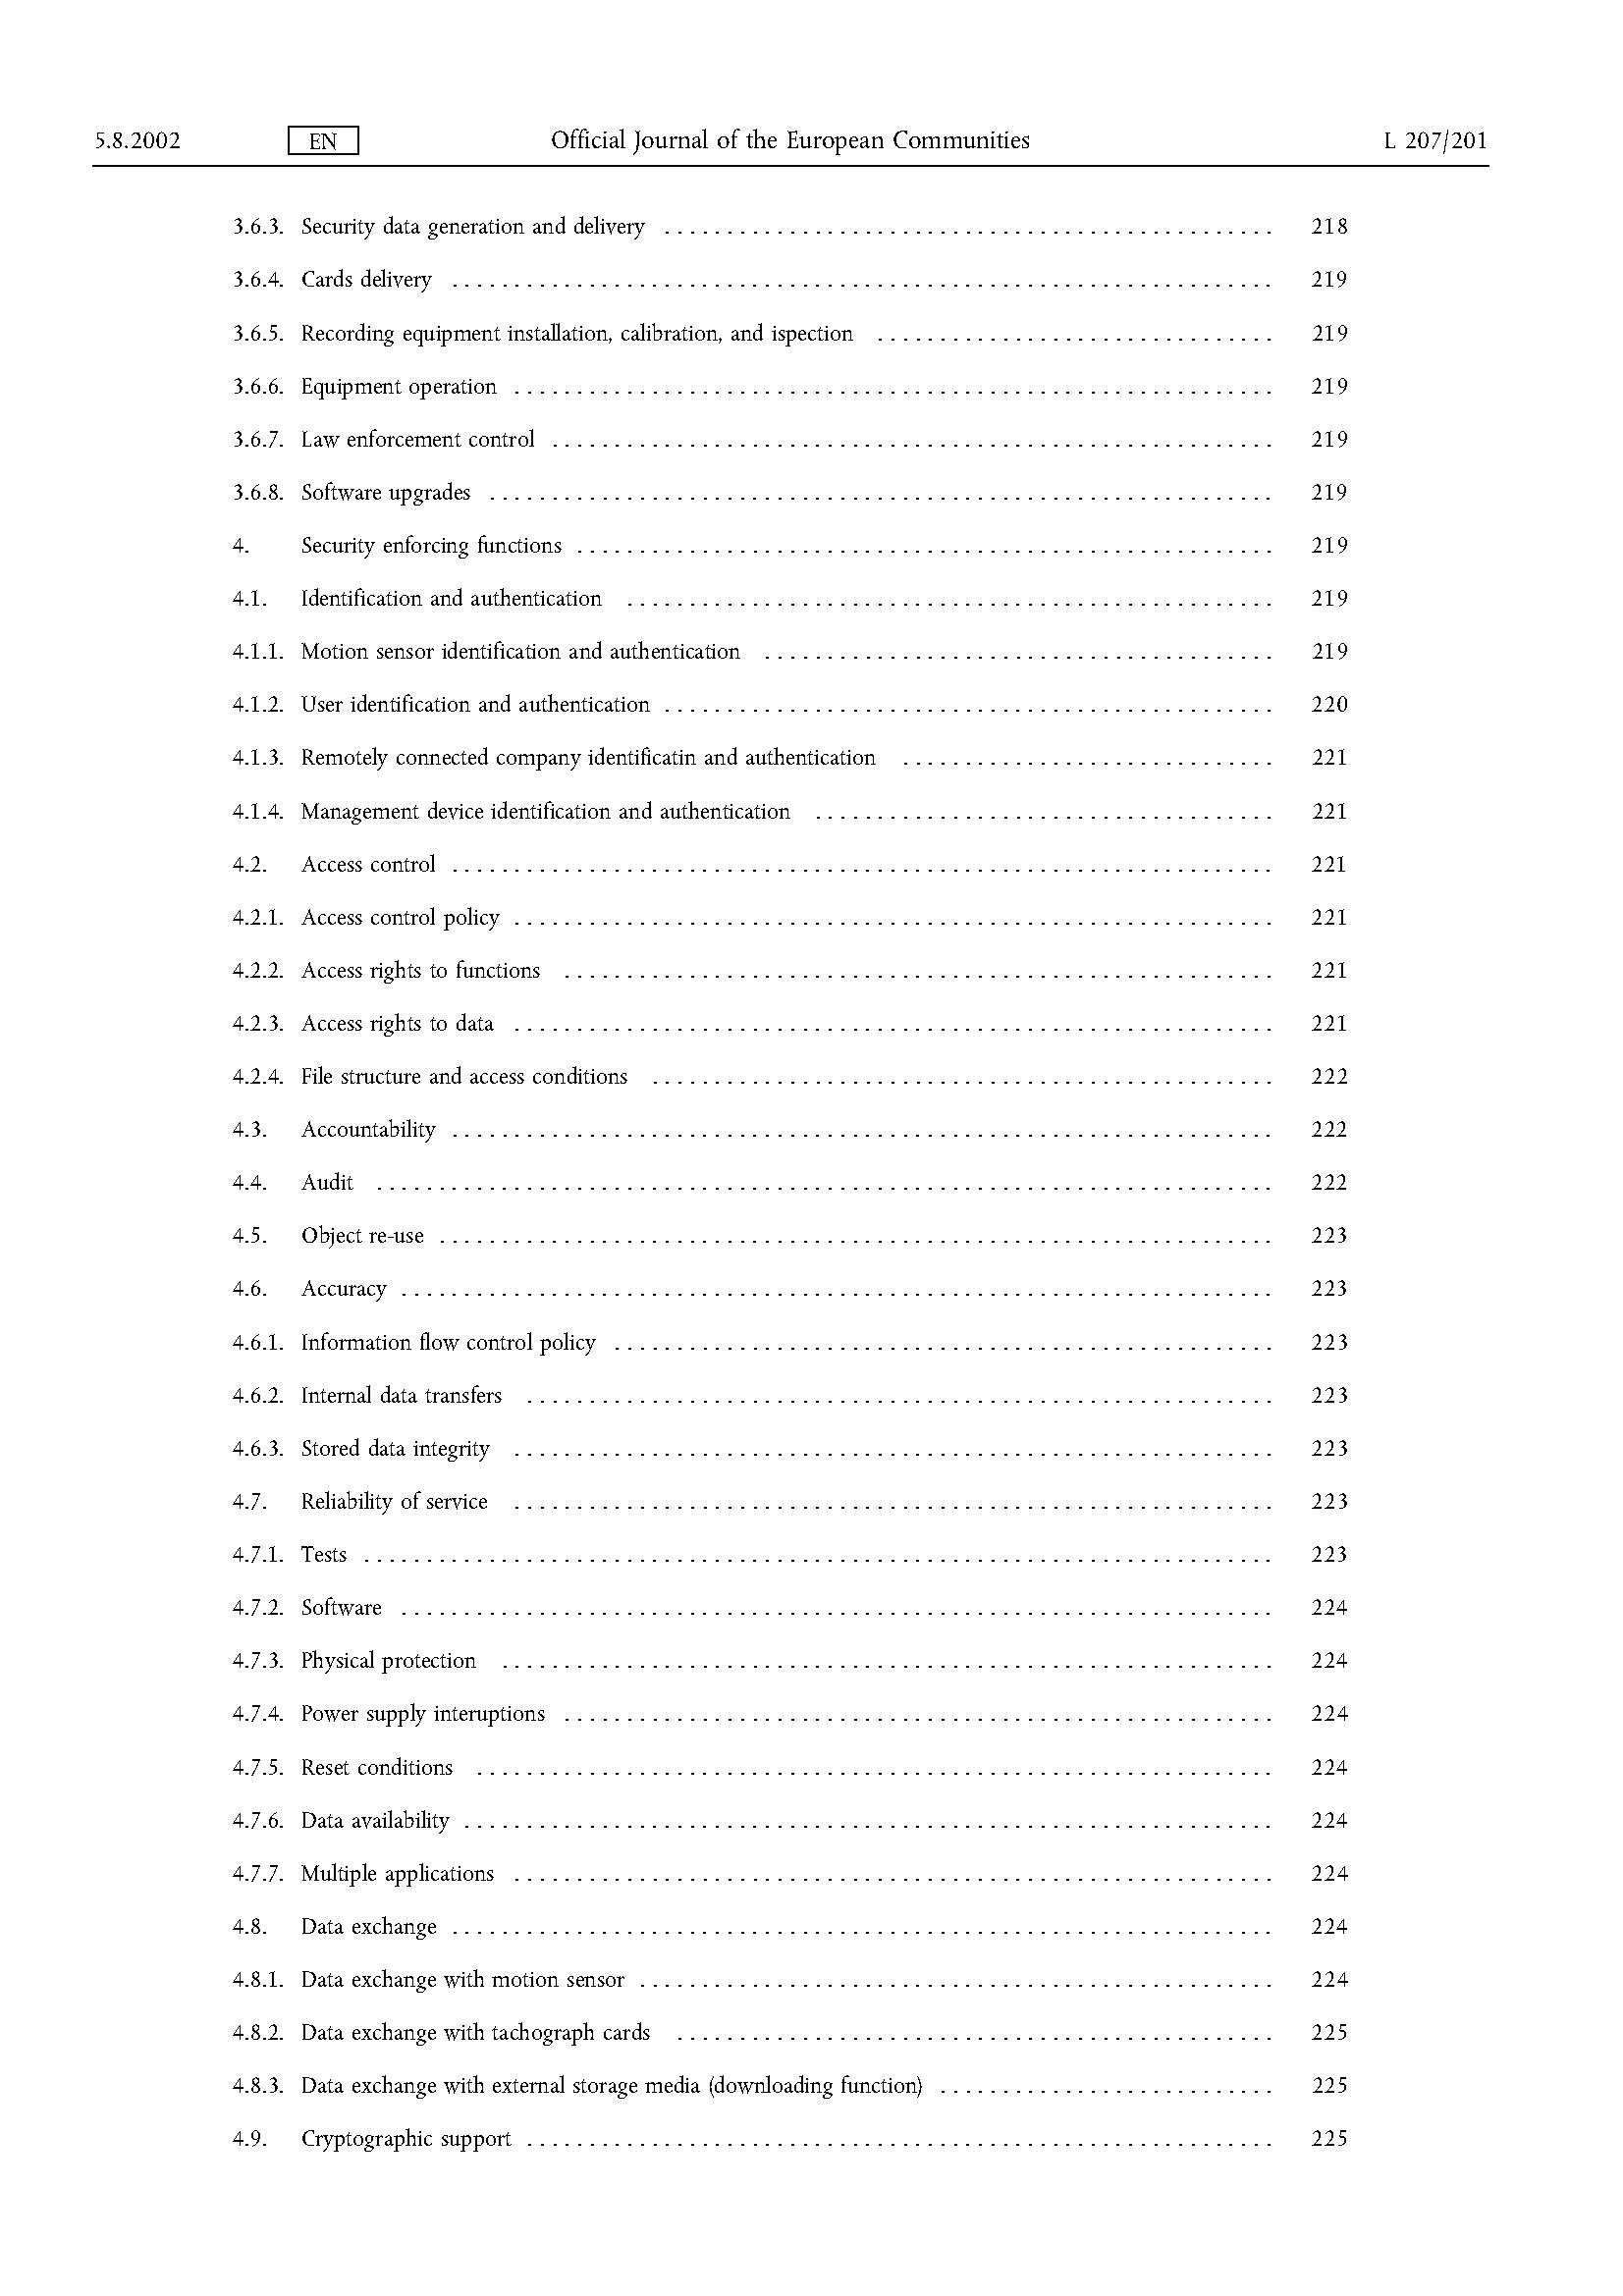 5.8.2002 EN Official Journal of the European Communities L 207/201
3.6.3. Security data generation and delivery . . . . . . . . . . . . . . . . . . . . 218
3.6.4. Cards delivery . . . . . . . . . . . . . . . . . . . . 219
3.6.5. Recording equipment installation, calibration, and ispection . . . . . . . . . . . . . . . . . . . . 219
3.6.6. Equipment operation . . . . . . . . . . . . . . . . . . . . 219
3.6.7. Law enforcement control . . . . . . . . . . . . . . . . . . . . 219
3.6.8. Software upgrades . . . . . . . . . . . . . . . . . . . . 219
4. Security enforcing functions . . . . . . . . . . . . . . . . . . . . 219
4.1. Identification and authentication . . . . . . . . . . . . . . . . . . . . 219
4.1.1. Motion sensor identification and authentication . . . . . . . . . . . . . . . . . . . . 219
4.1.2. User identification and authentication . . . . . . . . . . . . . . . . . . . . 220
4.1.3. Remotely connected company identificatin and authentication . . . . . . . . . . . . . . . . . . . . 221
4.1.4. Management device identification and authentication . . . . . . . . . . . . . . . . . . . . 221
4.2. Access control . . . . . . . . . . . . . . . . . . . . 221
4.2.1. Access control policy . . . . . . . . . . . . . . . . . . . . 221
4.2.2. Access rights to functions . . . . . . . . . . . . . . . . . . . . 221
4.2.3. Access rights to data . . . . . . . . . . . . . . . . . . . . 221
4.2.4. File structure and access conditions . . . . . . . . . . . . . . . . . . . . 222
4.3. Accountability . . . . . . . . . . . . . . . . . . . . 222
4.4. Audit . . . . . . . . . . . . . . . . . . . . 222
4.5. Object re-use . . . . . . . . . . . . . . . . . . . . 223
4.6. Accuracy . . . . . . . . . . . . . . . . . . . . 223
4.6.1. Information flow control policy . . . . . . . . . . . . . . . . . . . . 223
4.6.2. Internal data transfers . . . . . . . . . . . . . . . . . . . . 223
4.6.3. Stored data integrity . . . . . . . . . . . . . . . . . . . . 223
4.7. Reliability of service . . . . . . . . . . . . . . . . . . . . 223
4.7.1. Tests . . . . . . . . . . . . . . . . . . . . 223
4.7.2. Software . . . . . . . . . . . . . . . . . . . . 224
4.7.3. Physical protection . . . . . . . . . . . . . . . . . . . . 224
4.7.4. Power supply interuptions . . . . . . . . . . . . . . . . . . . . 224
4.7.5. Reset conditions . . . . . . . . . . . . . . . . . . . . 224
4.7.6. Data availability . . . . . . . . . . . . . . . . . . . . 224
4.7.7. Multiple applications . . . . . . . . . . . . . . . . . . . . 224
4.8. Data exchange . . . . . . . . . . . . . . . . . . . . 224
4.8.1. Data exchange with motion sensor . . . . . . . . . . . . . . . . . . . . 224
4.8.2. Data exchange with tachograph cards . . . . . . . . . . . . . . . . . . . . 225
4.8.3. Data exchange with external storage media (downloading function) . . . . . . . . . . . . . . . . . . . . 225
4.9. Cryptographic support . . . . . . . . . . . . . . . . . . . . 225